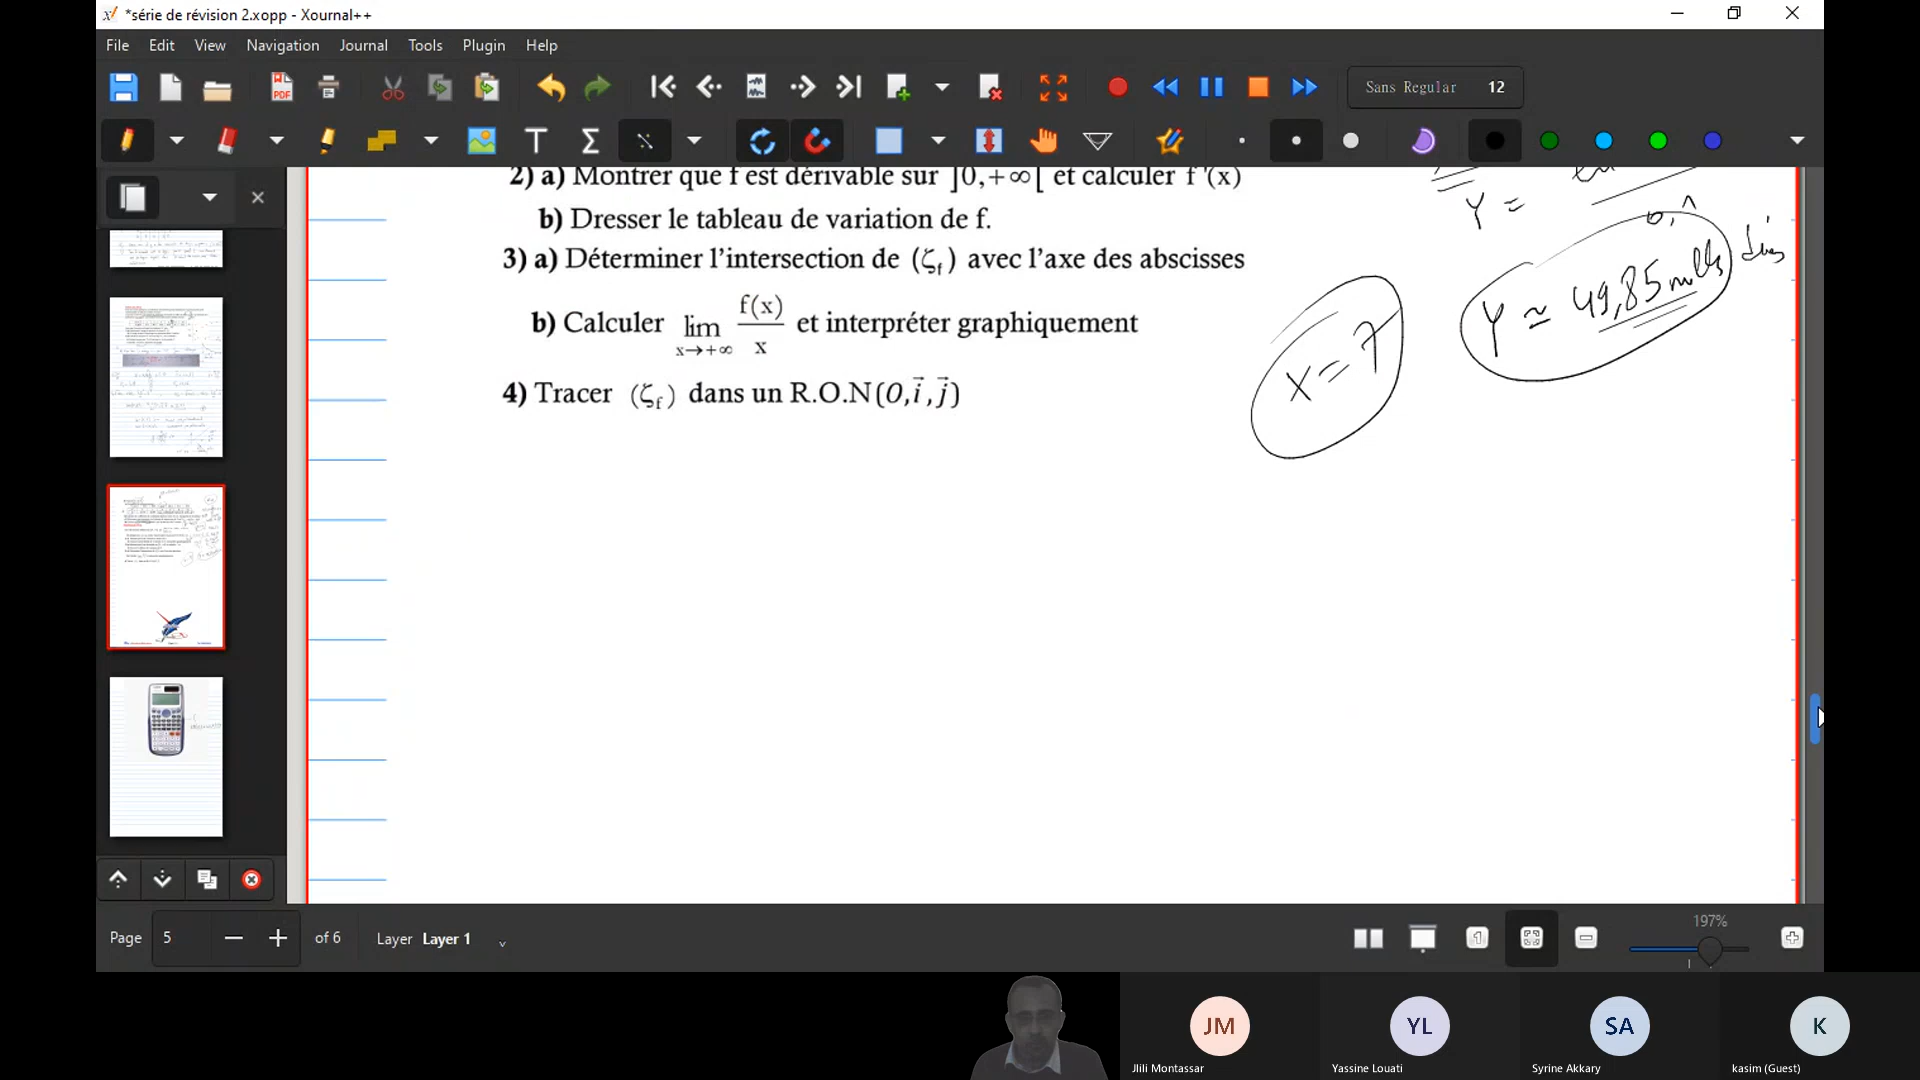 *série de révision 2.xopp - Xournal++
File Edit View Navigation Journal Tools Plugin Help
Sans Regular 12
2) a) Montrer que f est dérivable sur ]0,+∞[ et calculer f '(x)
b) Dresser le tableau de variation de f.
3) a) Déterminer l'intersection de (ζf) avec l'axe des abscisses
b) Calculer lim x→+∞ f(x)/x et interpréter graphiquement
4) Tracer (ζf) dans un R.O.N(O,i⃗,j⃗)
Y =
0,1
Y ≃ 49,85 mille
x = 7
Page 5 of 6 Layer Layer 1
197%
JM YL SA K
Jlili Montassar Yassine Louati Syrine Akkary kasim (Guest)